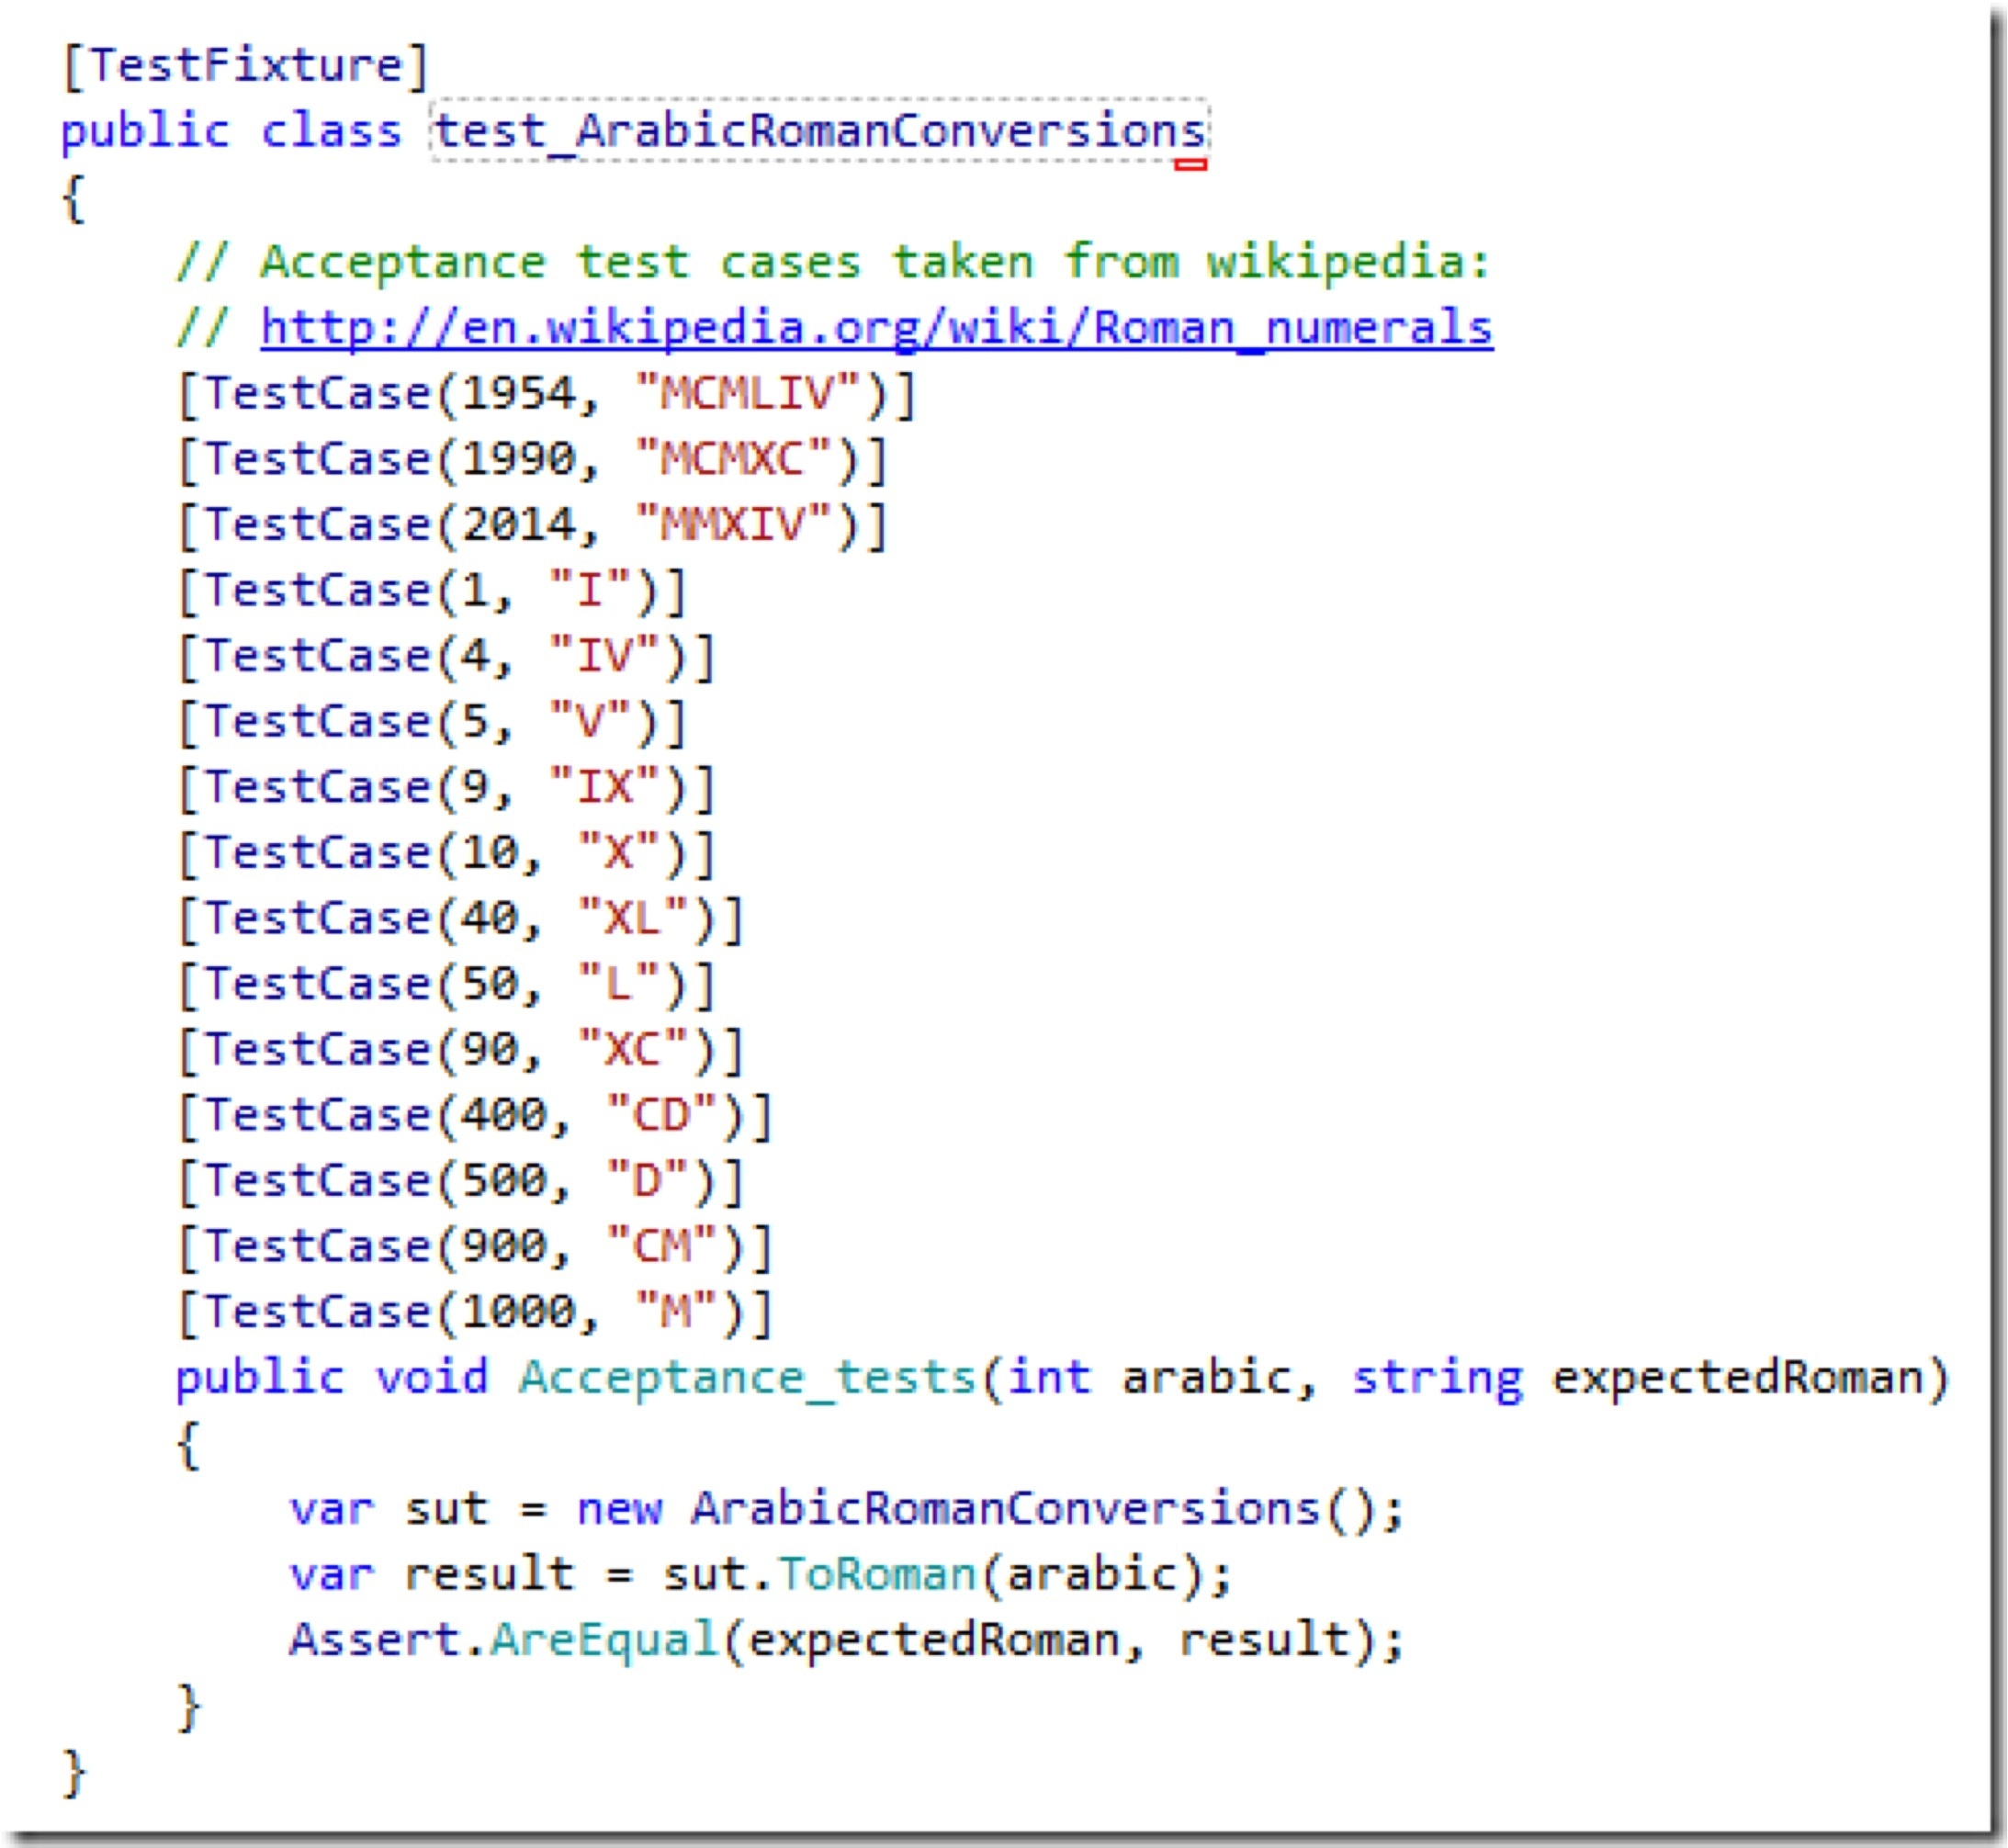 [TestFixture]
public class test_ArabicRomanConversions
{
// Acceptance test cases taken from wikipedia:
// http://en.wikipedia.org/wiki/Roman_numerals
[TestCase(1954, "MCMLIV")]
[TestCase(1990, "MCMXC")]
[TestCase(2014, "MMXIV")]
[TestCase(1, "I")]
[TestCase(4, "IV")]
[TestCase(5, "V")]
[TestCase(9, "IX")]
[TestCase(10, "X")]
[TestCase(40, "XL")]
[TestCase(50, "L")]
[TestCase(90, "XC")]
[TestCase(400, "CD")]
[TestCase(500, "D")]
[TestCase(900, "CM")]
[TestCase(1000, "M")]
public void Acceptance_tests(int arabic, string expectedRoman)
{
var sut = new ArabicRomanConversions();
var result = sut.ToRoman(arabic);
Assert.AreEqual(expectedRoman, result);
}
}